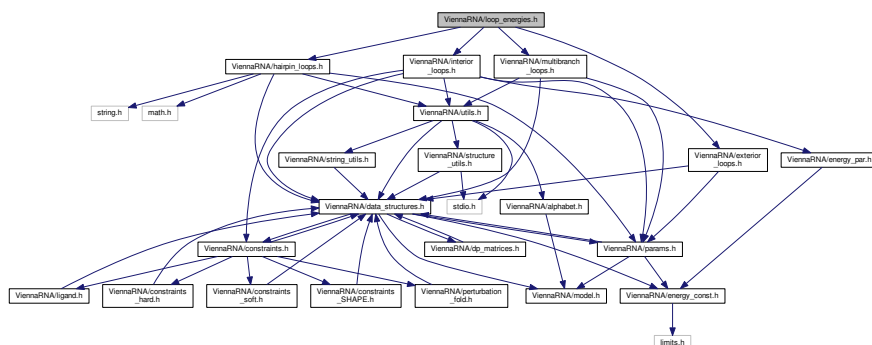 ViennaRNA/loop_energies.h
ViennaRNA/hairpin_loops.h
ViennaRNA/interior
_loops.h
ViennaRNA/multibranch
_loops.h
string.h
math.h
ViennaRNA/utils.h
ViennaRNA/string_utils.h
ViennaRNA/structure
_utils.h
ViennaRNA/exterior
_loops.h
ViennaRNA/energy_par.h
ViennaRNA/data_structures.h
stdio.h
ViennaRNA/alphabet.h
ViennaRNA/constraints.h
ViennaRNA/dp_matrices.h
ViennaRNA/params.h
ViennaRNA/ligand.h
ViennaRNA/constraints
_hard.h
ViennaRNA/constraints
_soft.h
ViennaRNA/constraints
_SHAPE.h
ViennaRNA/perturbation
_fold.h
ViennaRNA/model.h
ViennaRNA/energy_const.h
limits.h